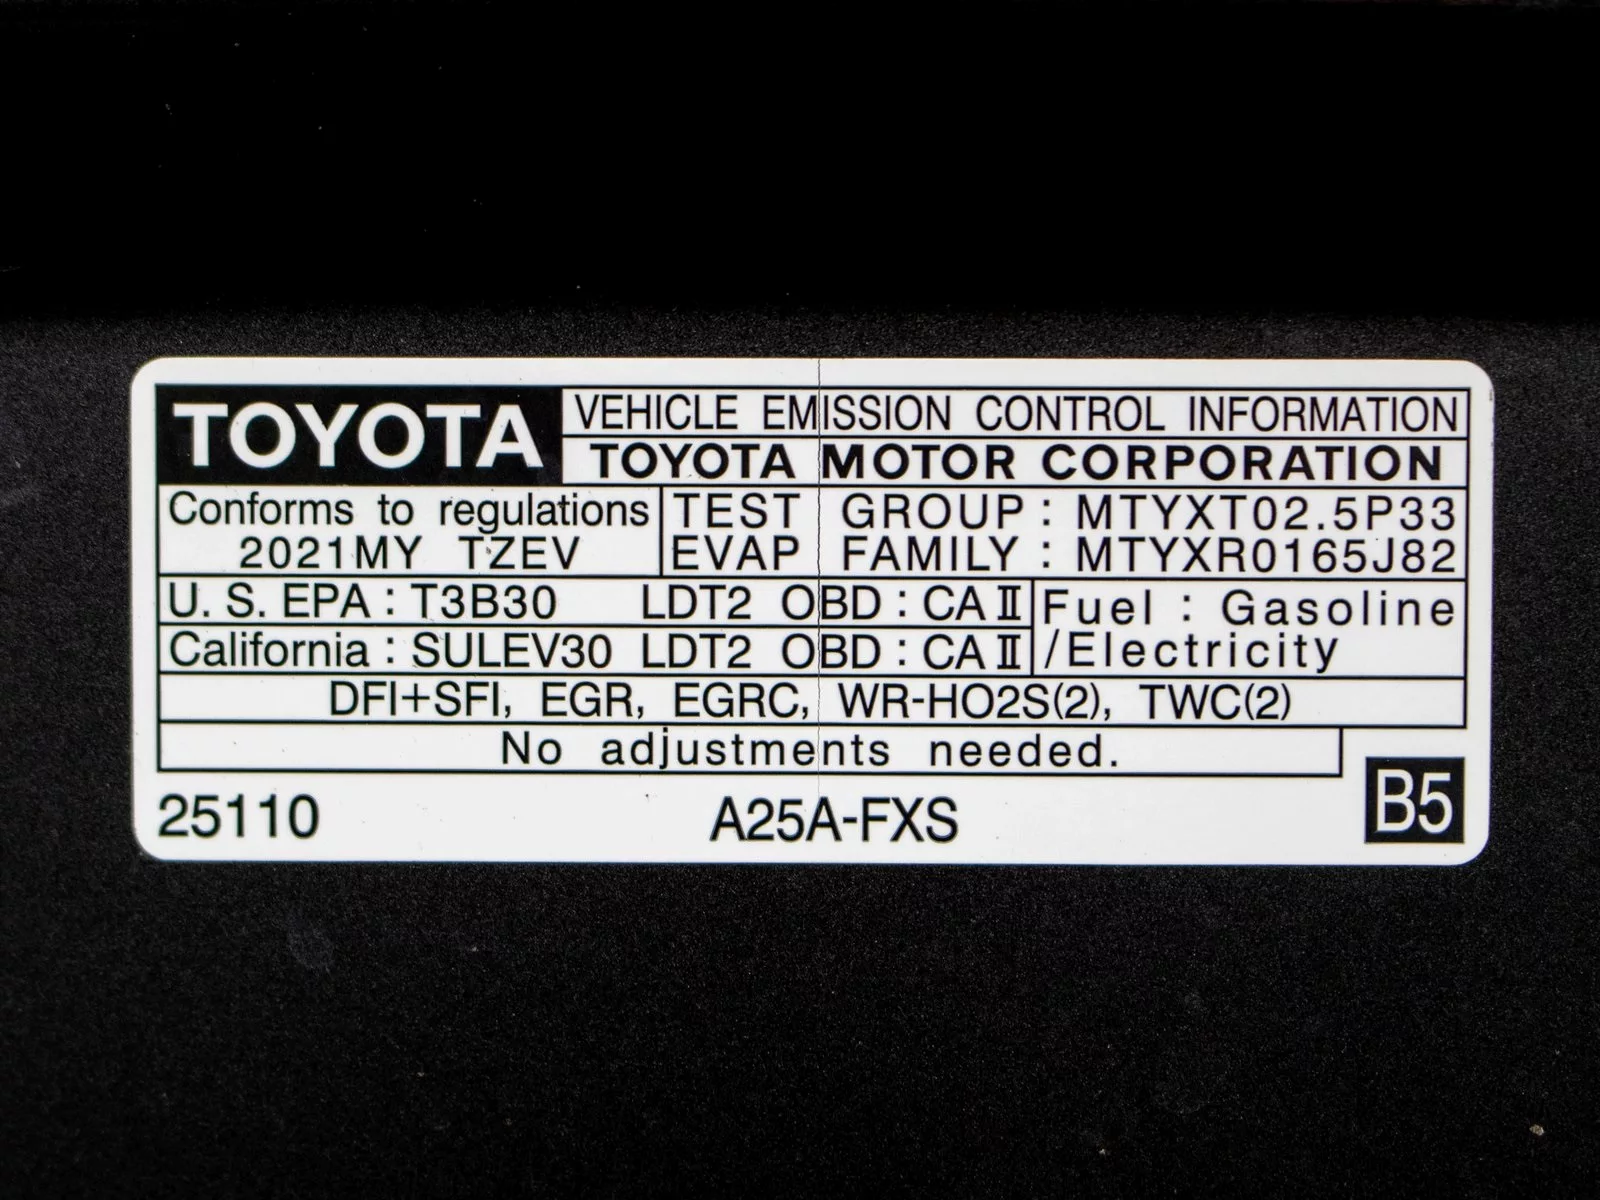 TOYOTA
VEHICLE EMISSION CONTROL INFORMATION
TOYOTA MOTOR CORPORATION
Conforms to regulations
2021MY TZEV
TEST GROUP : MTYXT02.5P33
EVAP FAMILY : MTYXR0165J82
U. S. EPA : T3B30 LDT2 OBD : CA II
California : SULEV30 LDT2 OBD : CA II
Fuel : Gasoline
/Electricity
DFI+SFI, EGR, EGRC, WR-HO2S(2), TWC(2)
No adjustments needed.
25110
A25A-FXS
B5